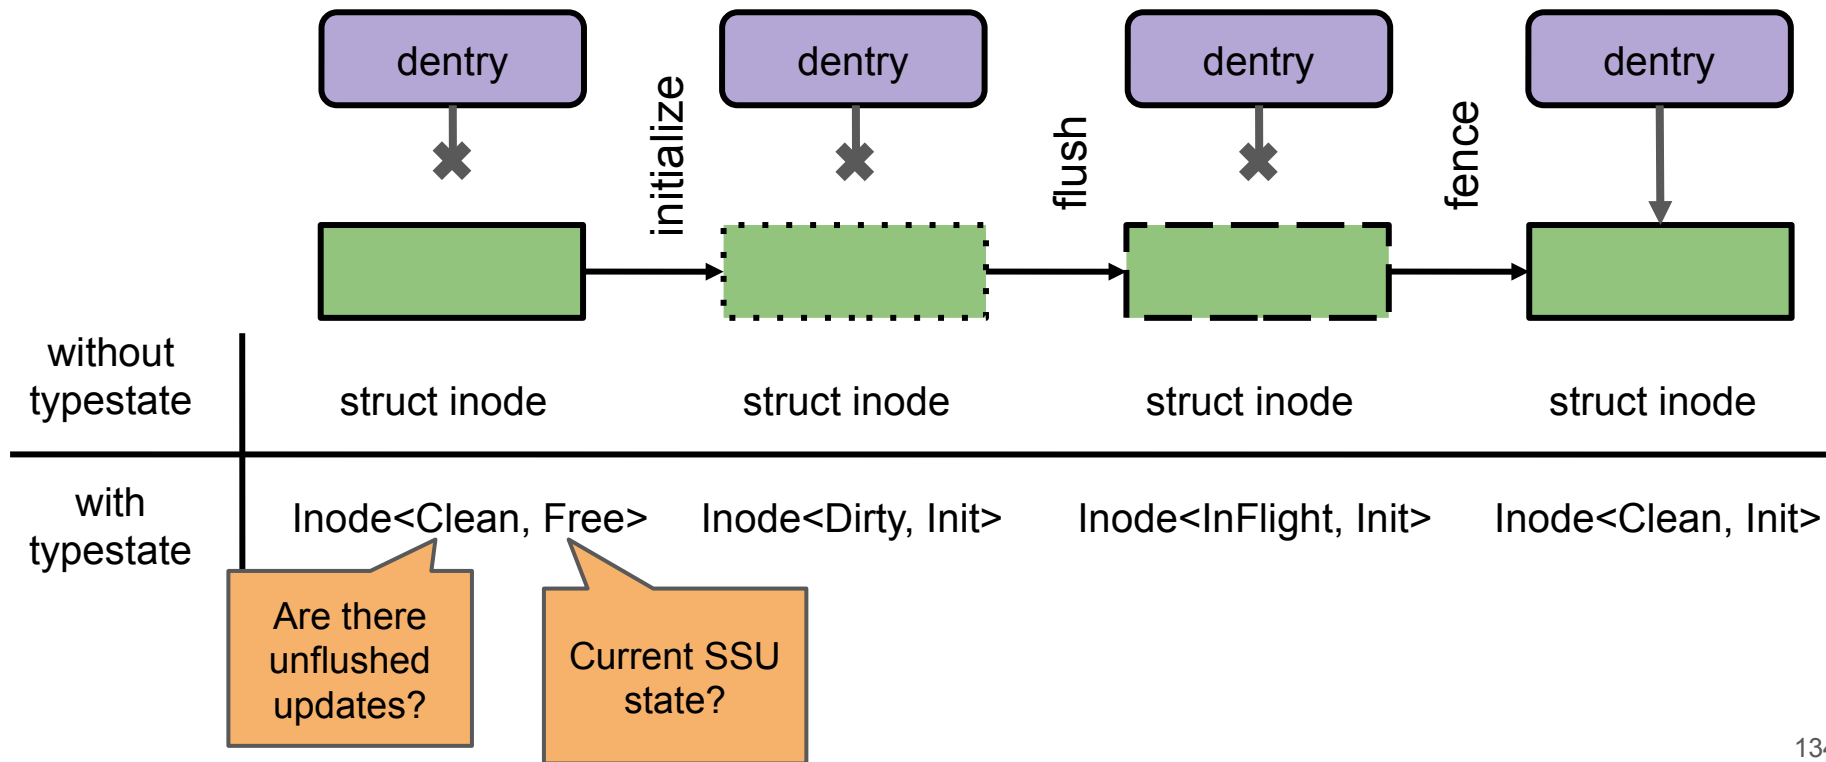 dentry
dentry
dentry
dentry
initialize
flush
fence
without
typestate
struct inode
struct inode
struct inode
struct inode
with
typestate
Inode<Clean, Free>
Inode<Dirty, Init>
Inode<InFlight, Init>
Inode<Clean, Init>
Are there
unflushed
updates?
Current SSU
state?
134